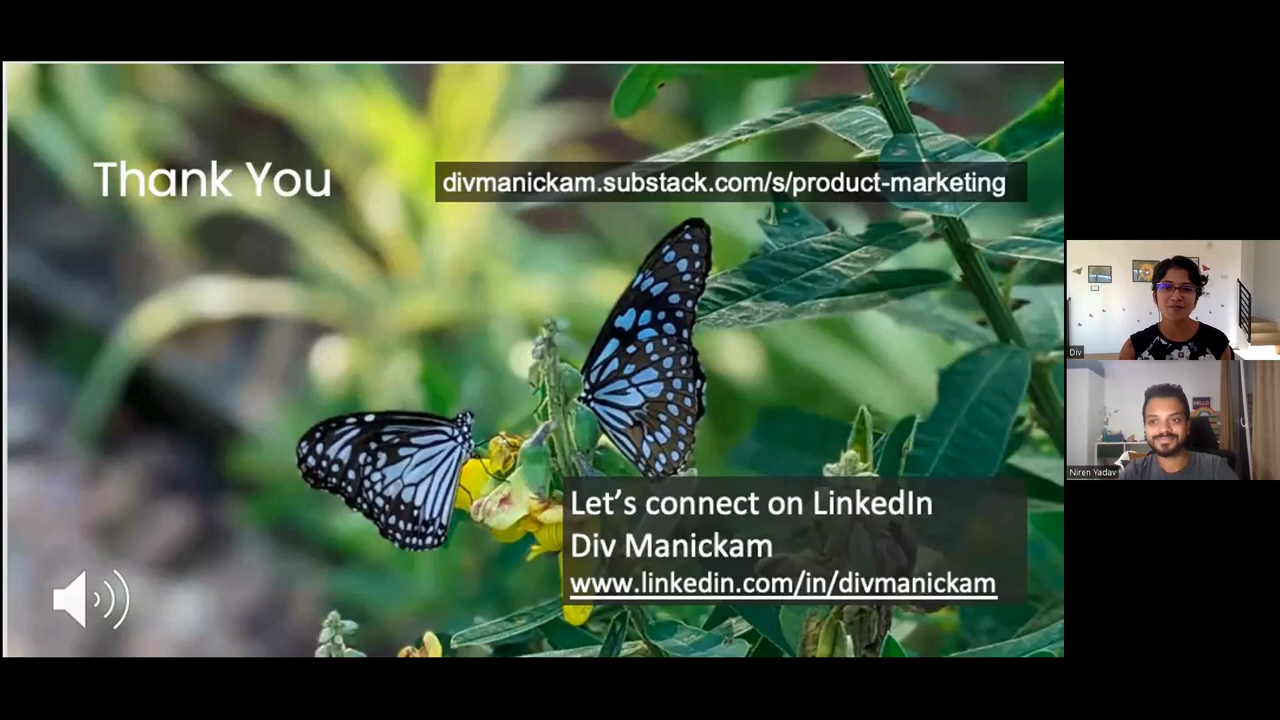 Thank You
divmanickam.substack.com/s/product-marketing
Let's connect on LinkedIn
Div Manickam
www.linkedin.com/in/divmanickam
Div
Niren Yadav
HELLO